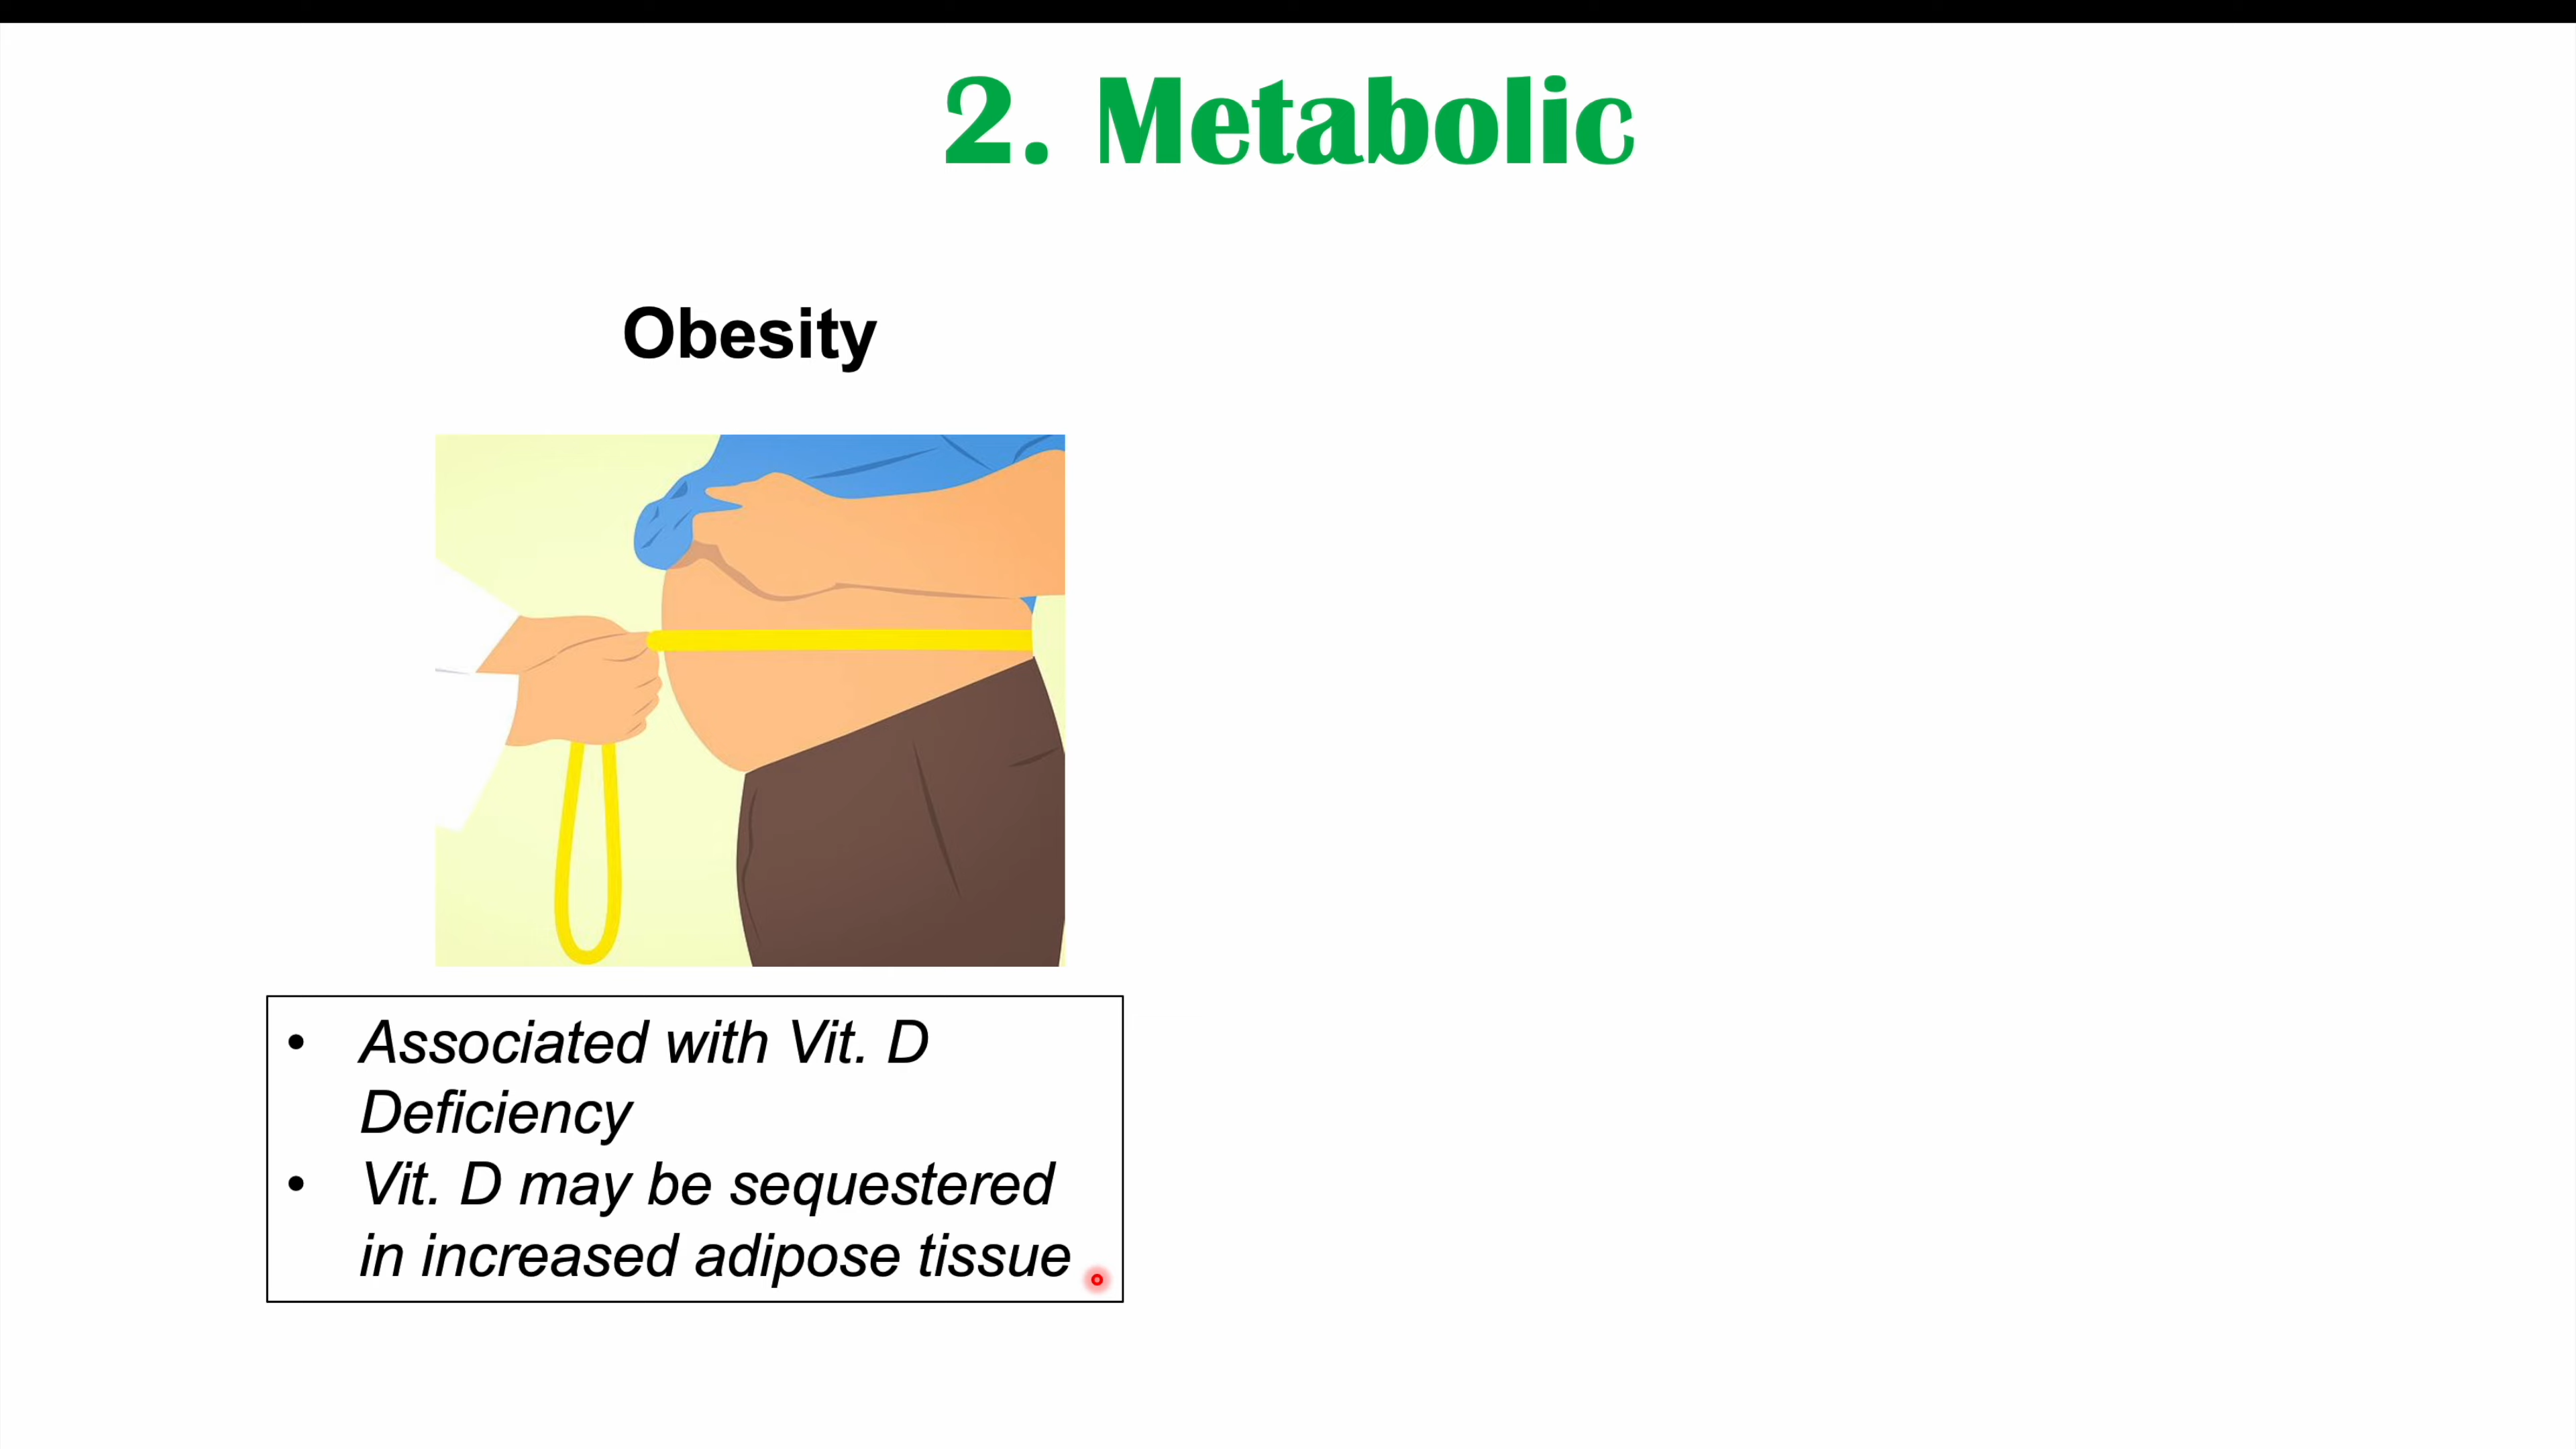 2. Metabolic
Obesity
• Associated with Vit. D
Deficiency
• Vit. D may be sequestered
in increased adipose tissue